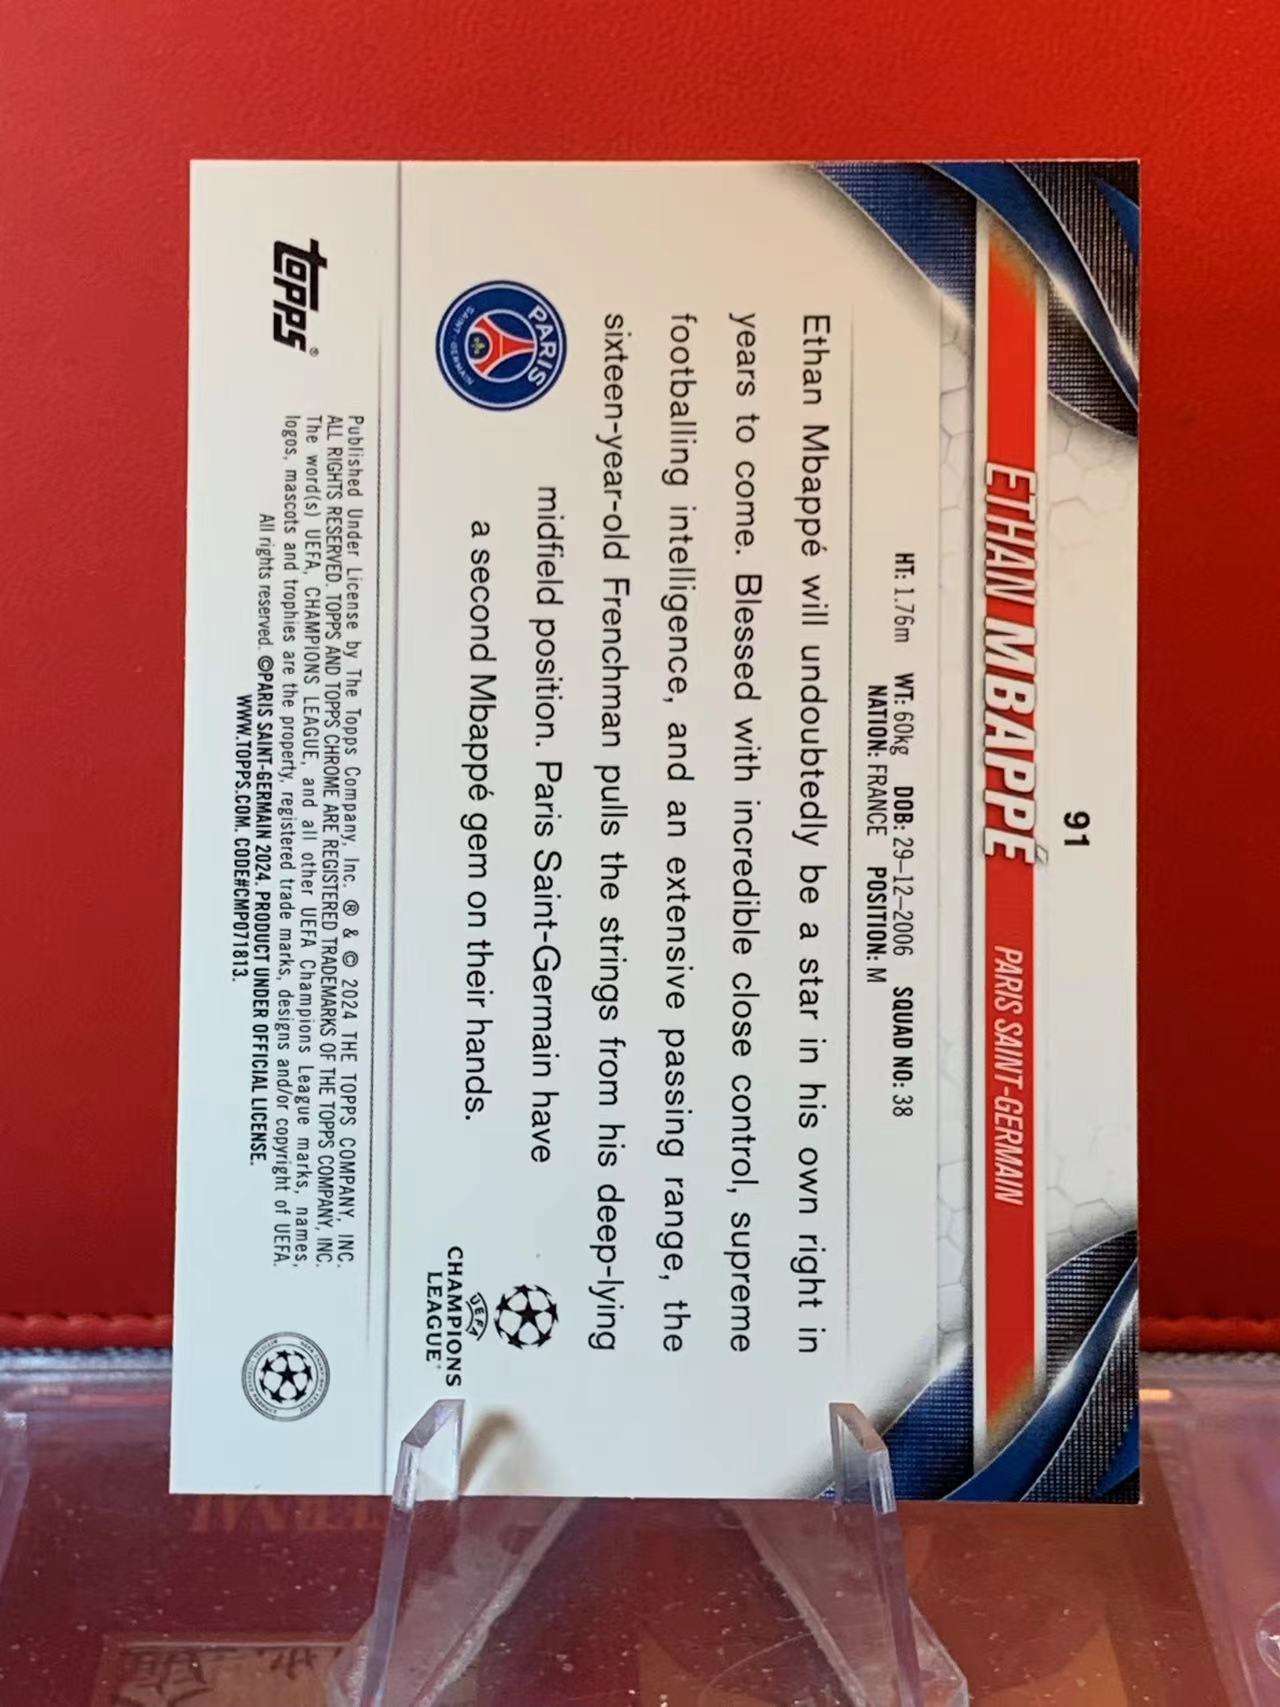 91
ETHAN MBAPPÉ PARIS SAINT-GERMAIN
HT: 1.76m WT: 60kg DOB: 29-12-2006 SQUAD NO: 38
NATION: FRANCE POSITION: M
Ethan Mbappé will undoubtedly be a star in his own right in
years to come. Blessed with incredible close control, supreme
footballing intelligence, and an extensive passing range, the
sixteen-year-old Frenchman pulls the strings from his deep-lying
midfield position. Paris Saint-Germain have
a second Mbappé gem on their hands.
PARIS
SAINT-GERMAIN
UEFA
CHAMPIONS
LEAGUE
topps®
Published Under License by The Topps Company, Inc. ® & © 2024 THE TOPPS COMPANY, INC.
ALL RIGHTS RESERVED. TOPPS AND TOPPS CHROME ARE REGISTERED TRADEMARKS OF THE TOPPS COMPANY, INC.
The word(s) UEFA, CHAMPIONS LEAGUE, and all other UEFA Champions League marks, names,
logos, mascots and trophies are the property, registered trade marks, designs and/or copyright of UEFA.
All rights reserved. ©PARIS SAINT-GERMAIN 2024. PRODUCT UNDER OFFICIAL LICENSE.
WWW.TOPPS.COM. CODE#CMP071813.